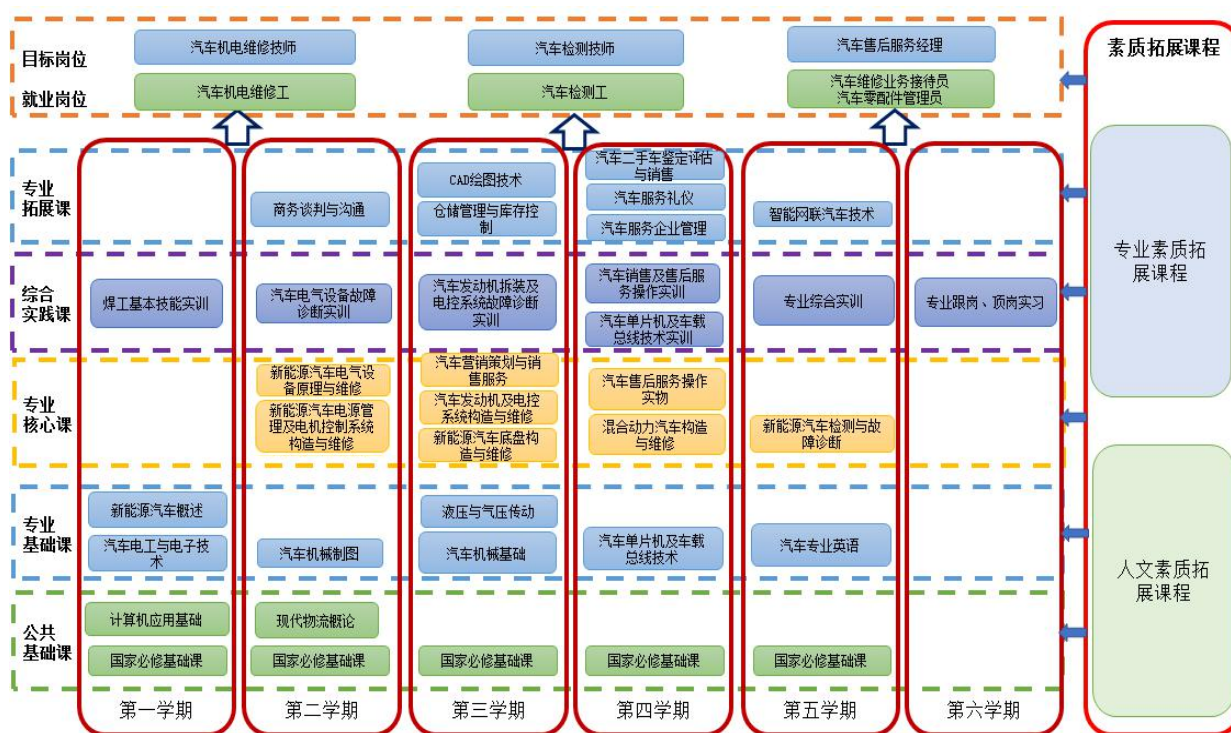 目标岗位
汽车机电维修技师
汽车检测技师
汽车售后服务经理
就业岗位
汽车机电维修工
汽车检测工
汽车维修业务接待员
汽车零配件管理员
专业
拓展课
商务谈判与沟通
CAD绘图技术
仓储管理与库存控
制
汽车二手车鉴定评估
与销售
汽车服务礼仪
汽车服务企业管理
智能网联汽车技术
综合
实践课
焊工基本技能实训
汽车电气设备故障
诊断实训
汽车发动机拆装及
电控系统故障诊断
实训
汽车销售及售后服
务操作实训
汽车单片机及车载
总线技术实训
专业综合实训
专业跟岗、顶岗实习
专业
核心课
新能源汽车电气设
备原理与维修
新能源汽车电源管
理及电机控制系统
构造与维修
汽车营销策划与销
售服务
汽车发动机及电控
系统构造与维修
新能源汽车底盘构
造与维修
汽车售后服务操作
实物
混合动力汽车构造
与维修
新能源汽车检测与故
障诊断
专业
基础课
新能源汽车概述
汽车电工与电子技
术
汽车机械制图
液压与气压传动
汽车机械基础
汽车单片机及车载
总线技术
汽车专业英语
公共
基础课
计算机应用基础
国家必修基础课
现代物流概论
国家必修基础课
国家必修基础课
国家必修基础课
国家必修基础课
第一学期
第二学期
第三学期
第四学期
第五学期
第六学期
素质拓展课程
专业素质拓
展课程
人文素质拓
展课程